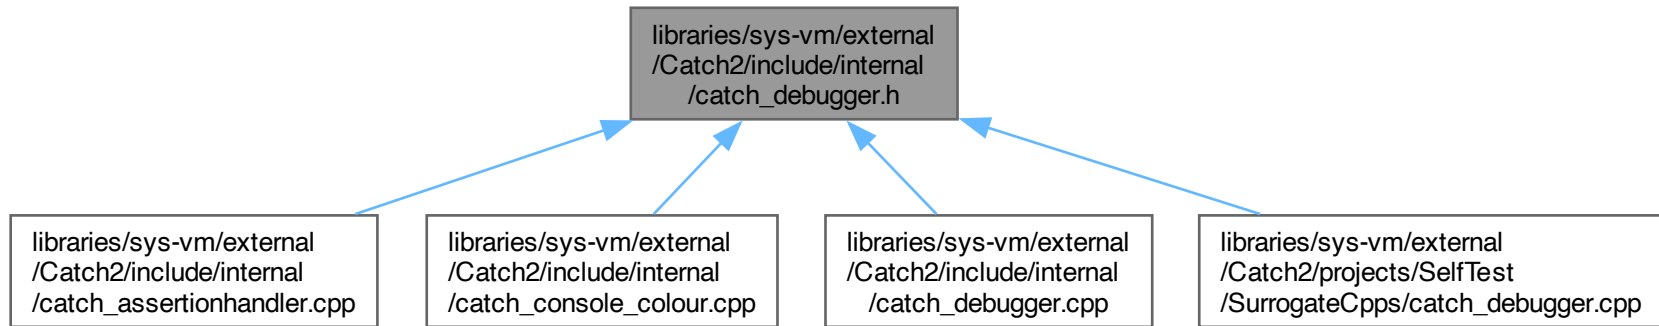 libraries/sys-vm/external
/Catch2/include/internal
/catch_debugger.h
libraries/sys-vm/external
/Catch2/include/internal
/catch_assertionhandler.cpp
libraries/sys-vm/external
/Catch2/include/internal
/catch_console_colour.cpp
libraries/sys-vm/external
/Catch2/include/internal
/catch_debugger.cpp
libraries/sys-vm/external
/Catch2/projects/SelfTest
/SurrogateCpps/catch_debugger.cpp